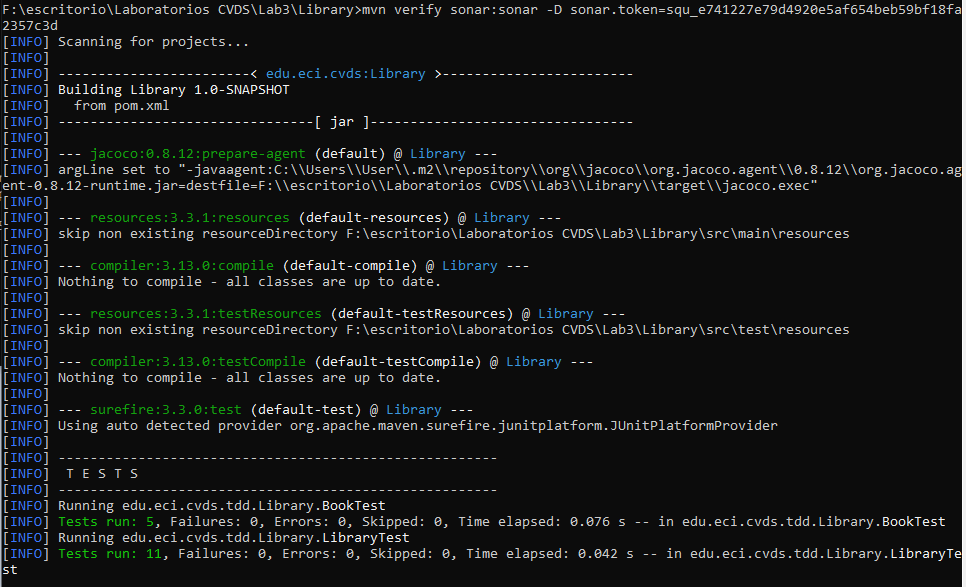 F:\escritorio\Laboratorios CVDS\Lab3\Library>mvn verify sonar:sonar -D sonar.token=squ_e741227e79d4920e5af654beb59bf18fa
2357c3d
[INFO] Scanning for projects...
[INFO]
[INFO] ------------------------< edu.eci.cvds:Library >------------------------
[INFO] Building Library 1.0-SNAPSHOT
[INFO]   from pom.xml
[INFO] --------------------------------[ jar ]---------------------------------
[INFO]
[INFO] --- jacoco:0.8.12:prepare-agent (default) @ Library ---
[INFO] argLine set to "-javaagent:C:\\Users\\User\\.m2\\repository\\org\\jacoco\\org.jacoco.agent\\0.8.12\\org.jacoco.ag
ent-0.8.12-runtime.jar=destfile=F:\\escritorio\\Laboratorios CVDS\\Lab3\\Library\\target\\jacoco.exec"
[INFO]
[INFO] --- resources:3.3.1:resources (default-resources) @ Library ---
[INFO] skip non existing resourceDirectory F:\escritorio\Laboratorios CVDS\Lab3\Library\src\main\resources
[INFO]
[INFO] --- compiler:3.13.0:compile (default-compile) @ Library ---
[INFO] Nothing to compile - all classes are up to date.
[INFO]
[INFO] --- resources:3.3.1:testResources (default-testResources) @ Library ---
[INFO] skip non existing resourceDirectory F:\escritorio\Laboratorios CVDS\Lab3\Library\src\test\resources
[INFO]
[INFO] --- compiler:3.13.0:testCompile (default-testCompile) @ Library ---
[INFO] Nothing to compile - all classes are up to date.
[INFO]
[INFO] --- surefire:3.3.0:test (default-test) @ Library ---
[INFO] Using auto detected provider org.apache.maven.surefire.junitplatform.JUnitPlatformProvider
[INFO]
[INFO] -------------------------------------------------------
[INFO]  T E S T S
[INFO] -------------------------------------------------------
[INFO] Running edu.eci.cvds.tdd.Library.BookTest
[INFO] Tests run: 5, Failures: 0, Errors: 0, Skipped: 0, Time elapsed: 0.076 s -- in edu.eci.cvds.tdd.Library.BookTest
[INFO] Running edu.eci.cvds.tdd.Library.LibraryTest
[INFO] Tests run: 11, Failures: 0, Errors: 0, Skipped: 0, Time elapsed: 0.042 s -- in edu.eci.cvds.tdd.Library.LibraryTe
st